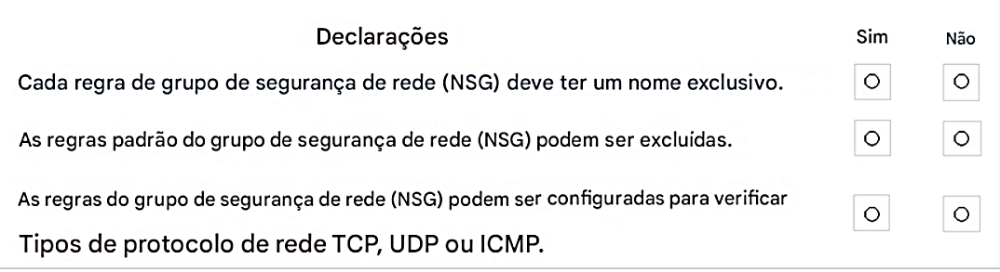 Declarações Sim Não
Cada regra de grupo de segurança de rede (NSG) deve ter um nome exclusivo.
As regras padrão do grupo de segurança de rede (NSG) podem ser excluídas.
As regras do grupo de segurança de rede (NSG) podem ser configuradas para verificar
Tipos de protocolo de rede TCP, UDP ou ICMP.